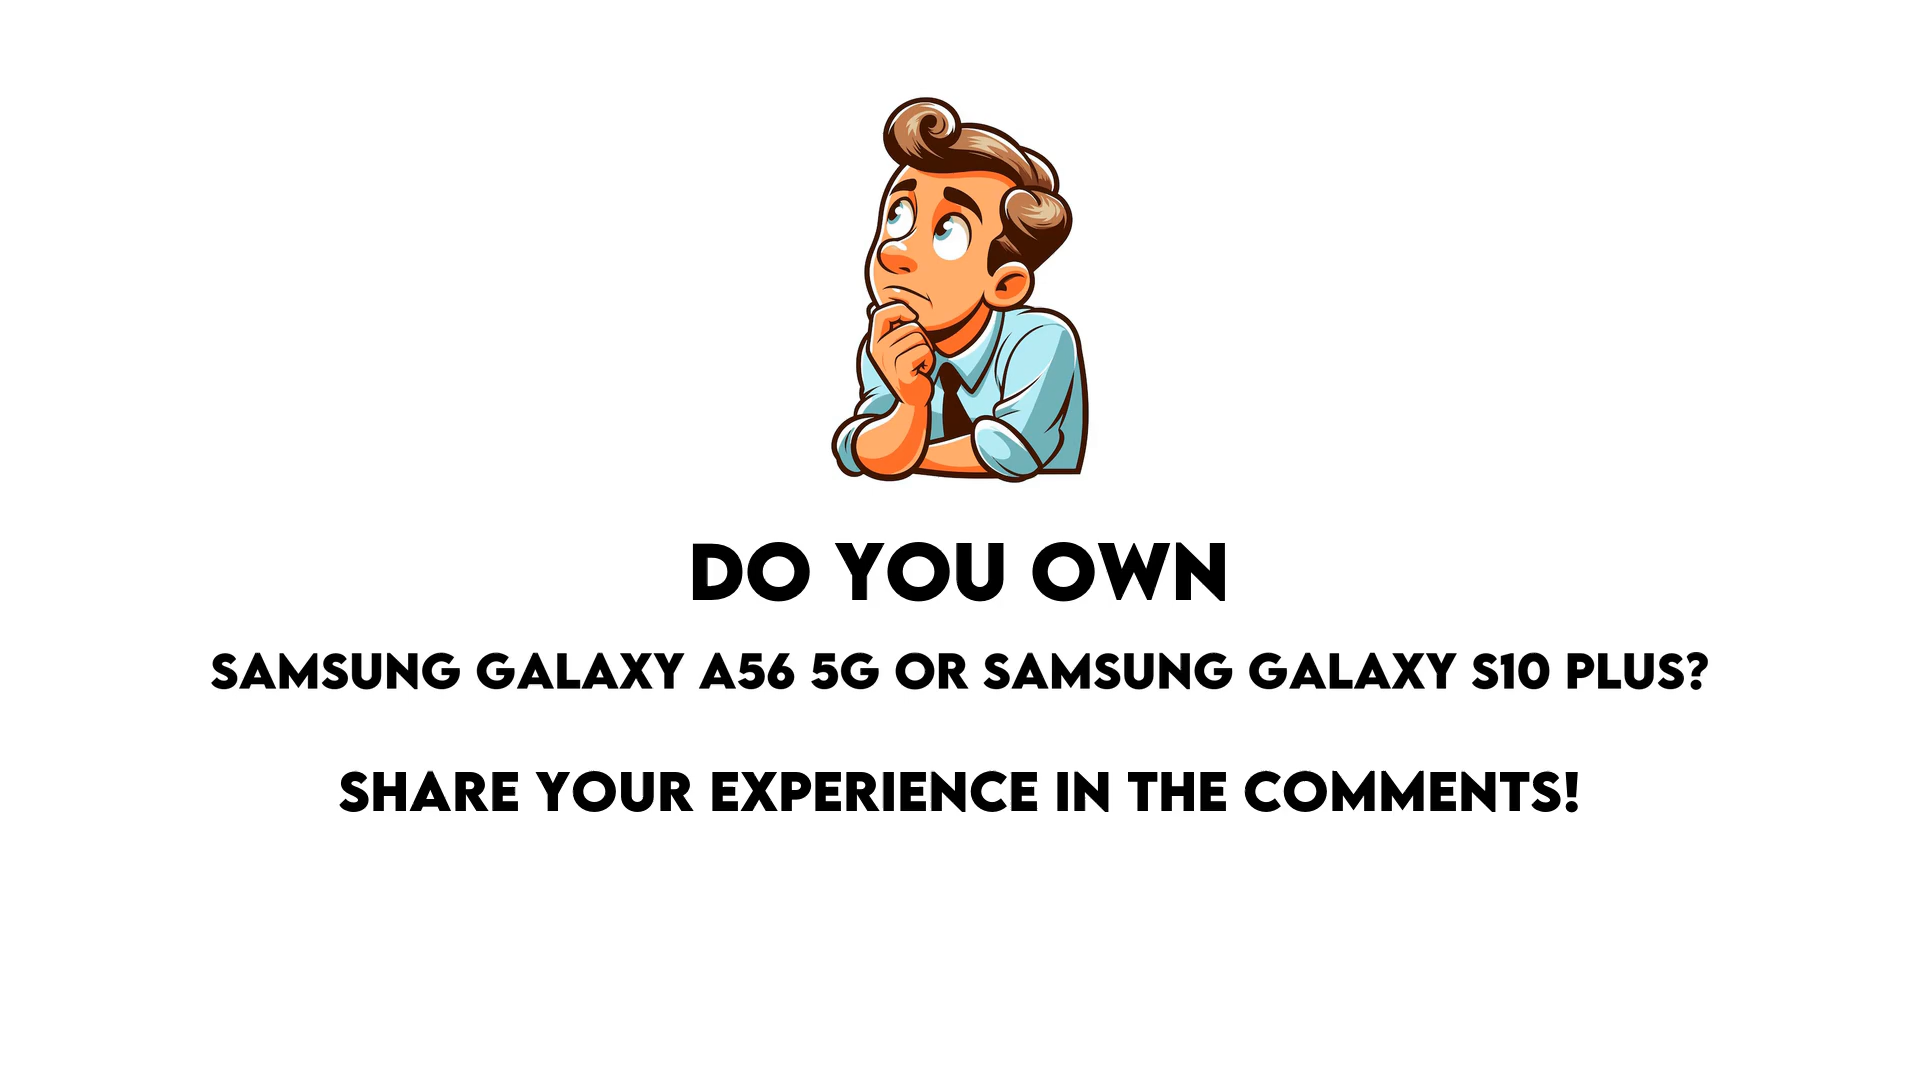 DO YOU OWN
SAMSUNG GALAXY A56 5G OR SAMSUNG GALAXY S10 PLUS?
SHARE YOUR EXPERIENCE IN THE COMMENTS!